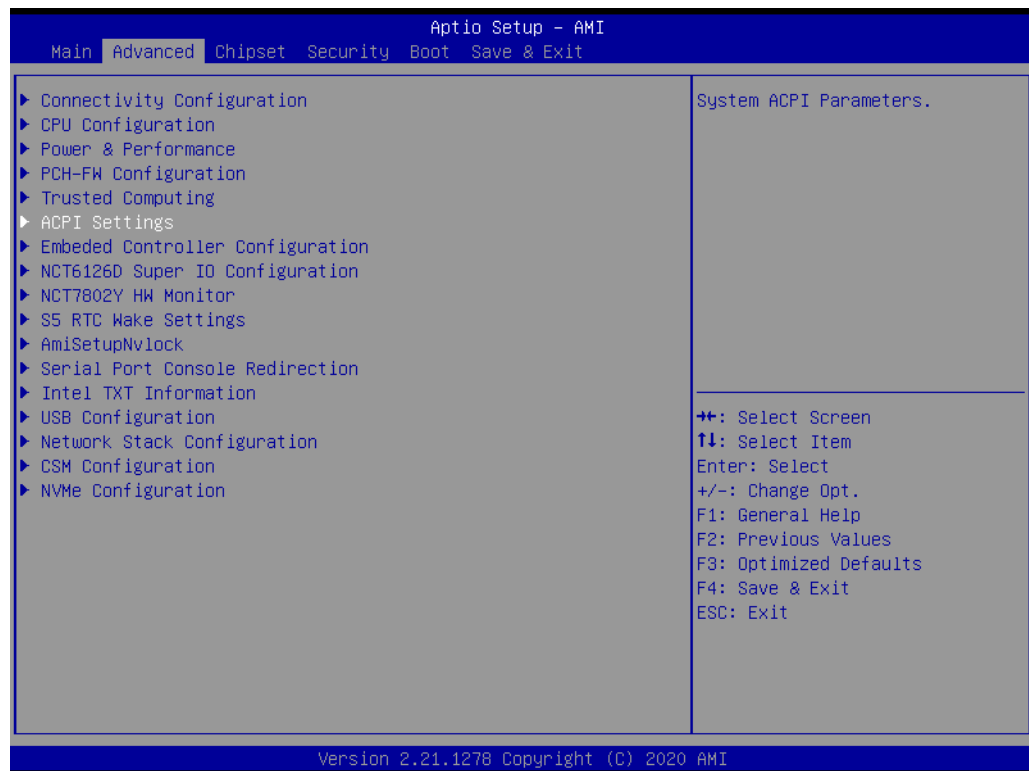 Aptio Setup – AMI
Main Advanced Chipset Security Boot Save & Exit
Connectivity Configuration
CPU Configuration
Power & Performance
PCH-FW Configuration
Trusted Computing
ACPI Settings
Embeded Controller Configuration
NCT6126D Super IO Configuration
NCT7802Y HW Monitor
S5 RTC Wake Settings
AmiSetupNvlock
Serial Port Console Redirection
Intel TXT Information
USB Configuration
Network Stack Configuration
CSM Configuration
NVMe Configuration
System ACPI Parameters.
→←: Select Screen
↑↓: Select Item
Enter: Select
+/-: Change Opt.
F1: General Help
F2: Previous Values
F3: Optimized Defaults
F4: Save & Exit
ESC: Exit
Version 2.21.1278 Copyright (C) 2020 AMI